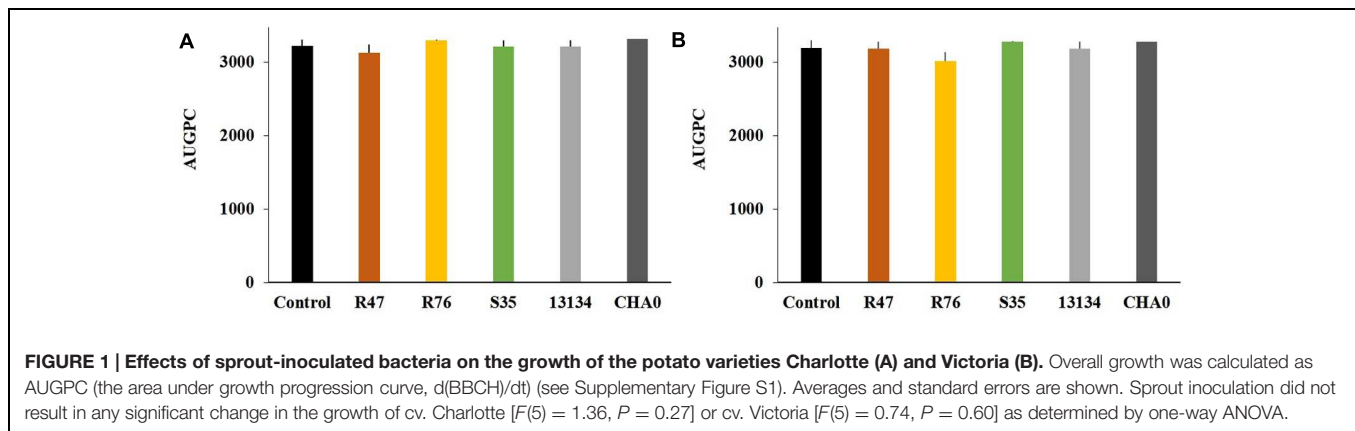 A
B
3000
2000
1000
0
AUGPC
Control R47 R76 S35 13134 CHA0
3000
2000
1000
0
AUGPC
Control R47 R76 S35 13134 CHA0
FIGURE 1 | Effects of sprout-inoculated bacteria on the growth of the potato varieties Charlotte (A) and Victoria (B). Overall growth was calculated as
AUGPC (the area under growth progression curve, d(BBCH)/dt) (see Supplementary Figure S1). Averages and standard errors are shown. Sprout inoculation did not
result in any significant change in the growth of cv. Charlotte [F(5) = 1.36, P = 0.27] or cv. Victoria [F(5) = 0.74, P = 0.60] as determined by one-way ANOVA.